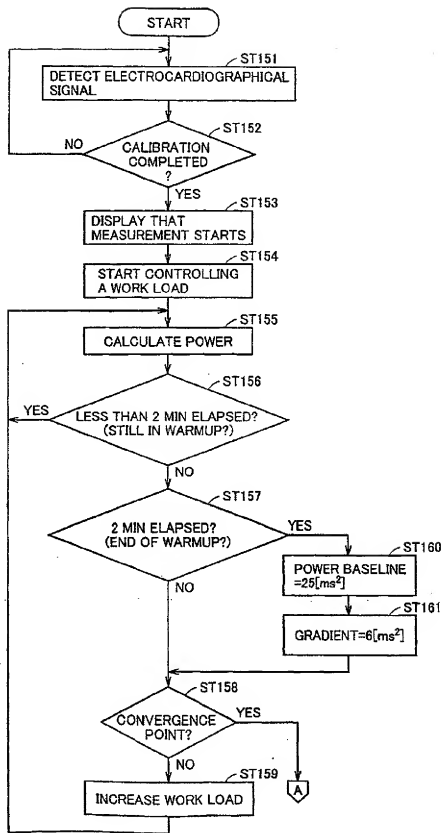 START
ST151
DETECT ELECTROCARDIOGRAPHICAL
SIGNAL
ST152
CALIBRATION
COMPLETED
?
NO
YES
ST153
DISPLAY THAT
MEASUREMENT STARTS
ST154
START CONTROLLING
A WORK LOAD
ST155
CALCULATE POWER
ST156
YES
LESS THAN 2 MIN ELAPSED?
(STILL IN WARMUP?)
NO
ST157
2 MIN ELAPSED?
(END OF WARMUP?)
YES
NO
ST160
POWER BASELINE
=25[ms²]
ST161
GRADIENT=6[ms²]
ST158
CONVERGENCE
POINT?
YES
NO
A
ST159
INCREASE WORK LOAD